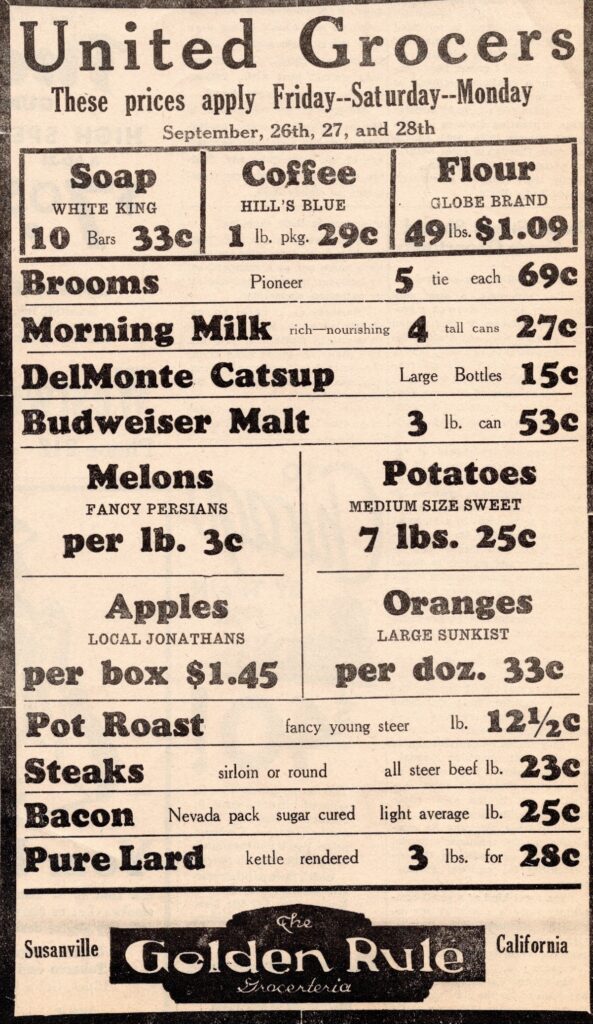 United Grocers
These prices apply Friday--Saturday--Monday
September, 26th, 27, and 28th
Soap
WHITE KING
10 Bars 33c
Coffee
HILL'S BLUE
1 lb. pkg. 29c
Flour
GLOBE BRAND
49 lbs. $1.09
Brooms Pioneer 5 tie each 69c
Morning Milk rich—nourishing 4 tall cans 27c
DelMonte Catsup Large Bottles 15c
Budweiser Malt 3 lb. can 53c
Melons
FANCY PERSIANS
per lb. 3c
Potatoes
MEDIUM SIZE SWEET
7 lbs. 25c
Apples
LOCAL JONATHANS
per box $1.45
Oranges
LARGE SUNKIST
per doz. 33c
Pot Roast fancy young steer lb. 12½c
Steaks sirloin or round all steer beef lb. 23c
Bacon Nevada pack sugar cured light average lb. 25c
Pure Lard kettle rendered 3 lbs. for 28c
The
Susanville Golden Rule California
Grocerteria